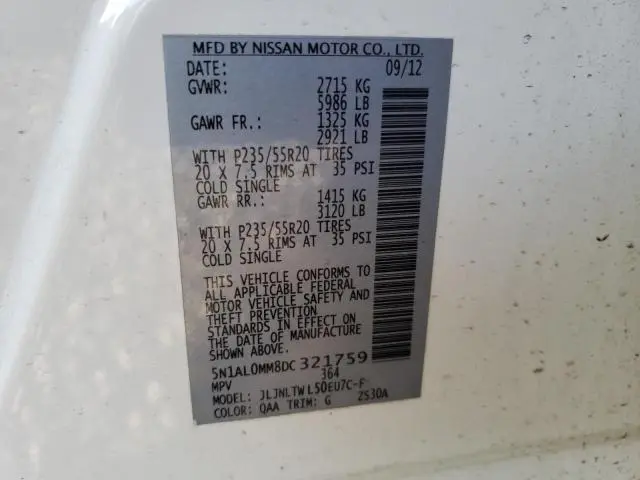 MFD BY NISSAN MOTOR CO., LTD.
DATE: 09/12
GVWR: 2715 KG
5986 LB
GAWR FR.: 1325 KG
2921 LB
WITH P235/55R20 TIRES
20 X 7.5 RIMS AT 35 PSI
COLD SINGLE
GAWR RR.: 1415 KG
3120 LB
WITH P235/55R20 TIRES
20 X 7.5 RIMS AT 35 PSI
COLD SINGLE
THIS VEHICLE CONFORMS TO
ALL APPLICABLE FEDERAL
MOTOR VEHICLE SAFETY AND
THEFT PREVENTION
STANDARDS IN EFFECT ON
THE DATE OF MANUFACTURE
SHOWN ABOVE.
5N1AL0MM8DC321759
MPV 364
MODEL: JLJNLTWL50EU7C-F
COLOR: QAA TRIM: G 2530A